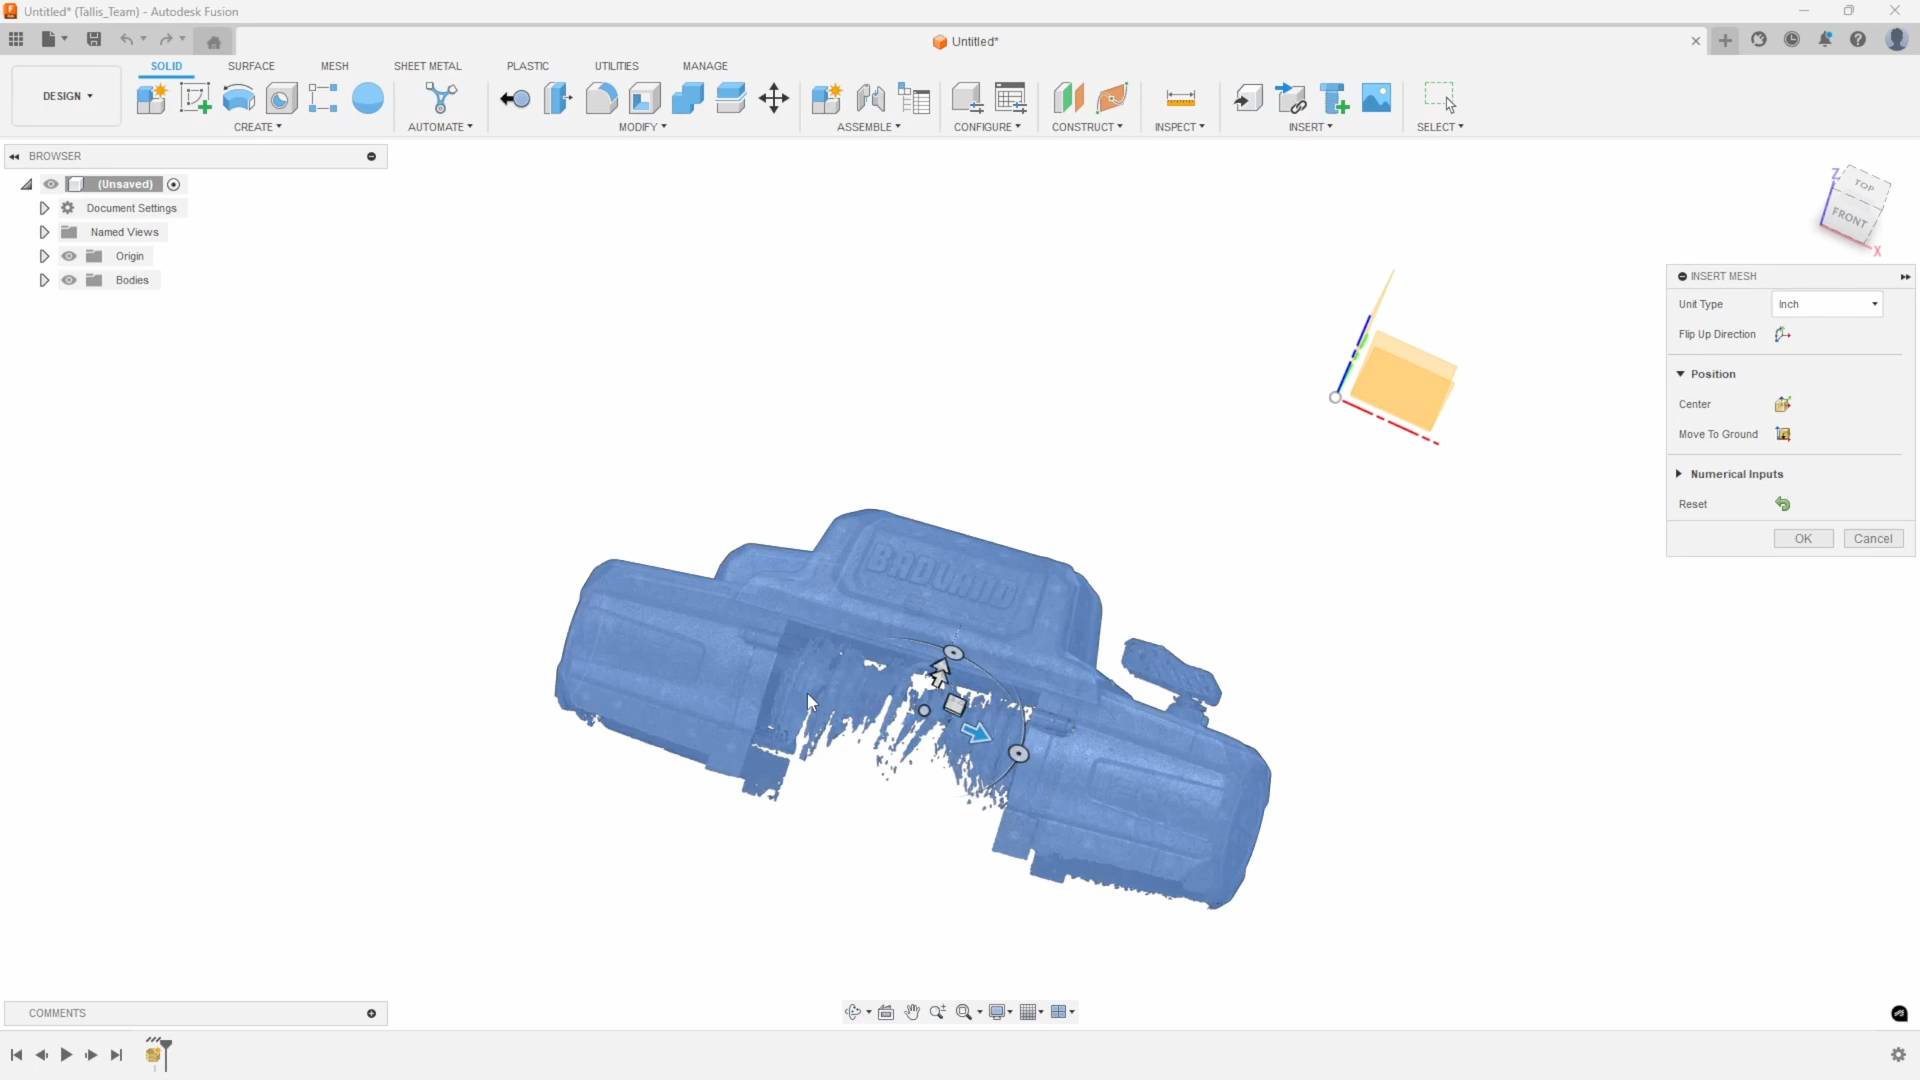 Untitled* (Tallis_Team) - Autodesk Fusion
Untitled*
DESIGN
SOLID
SURFACE
MESH
SHEET METAL
PLASTIC
UTILITIES
MANAGE
CREATE
AUTOMATE
MODIFY
ASSEMBLE
CONFIGURE
CONSTRUCT
INSPECT
INSERT
SELECT
BROWSER
(Unsaved)
Document Settings
Named Views
Origin
Bodies
Z
TOP
FRONT
X
INSERT MESH
Unit Type
Inch
Flip Up Direction
Position
Center
Move To Ground
Numerical Inputs
Reset
OK
Cancel
BADLAND
COMMENTS